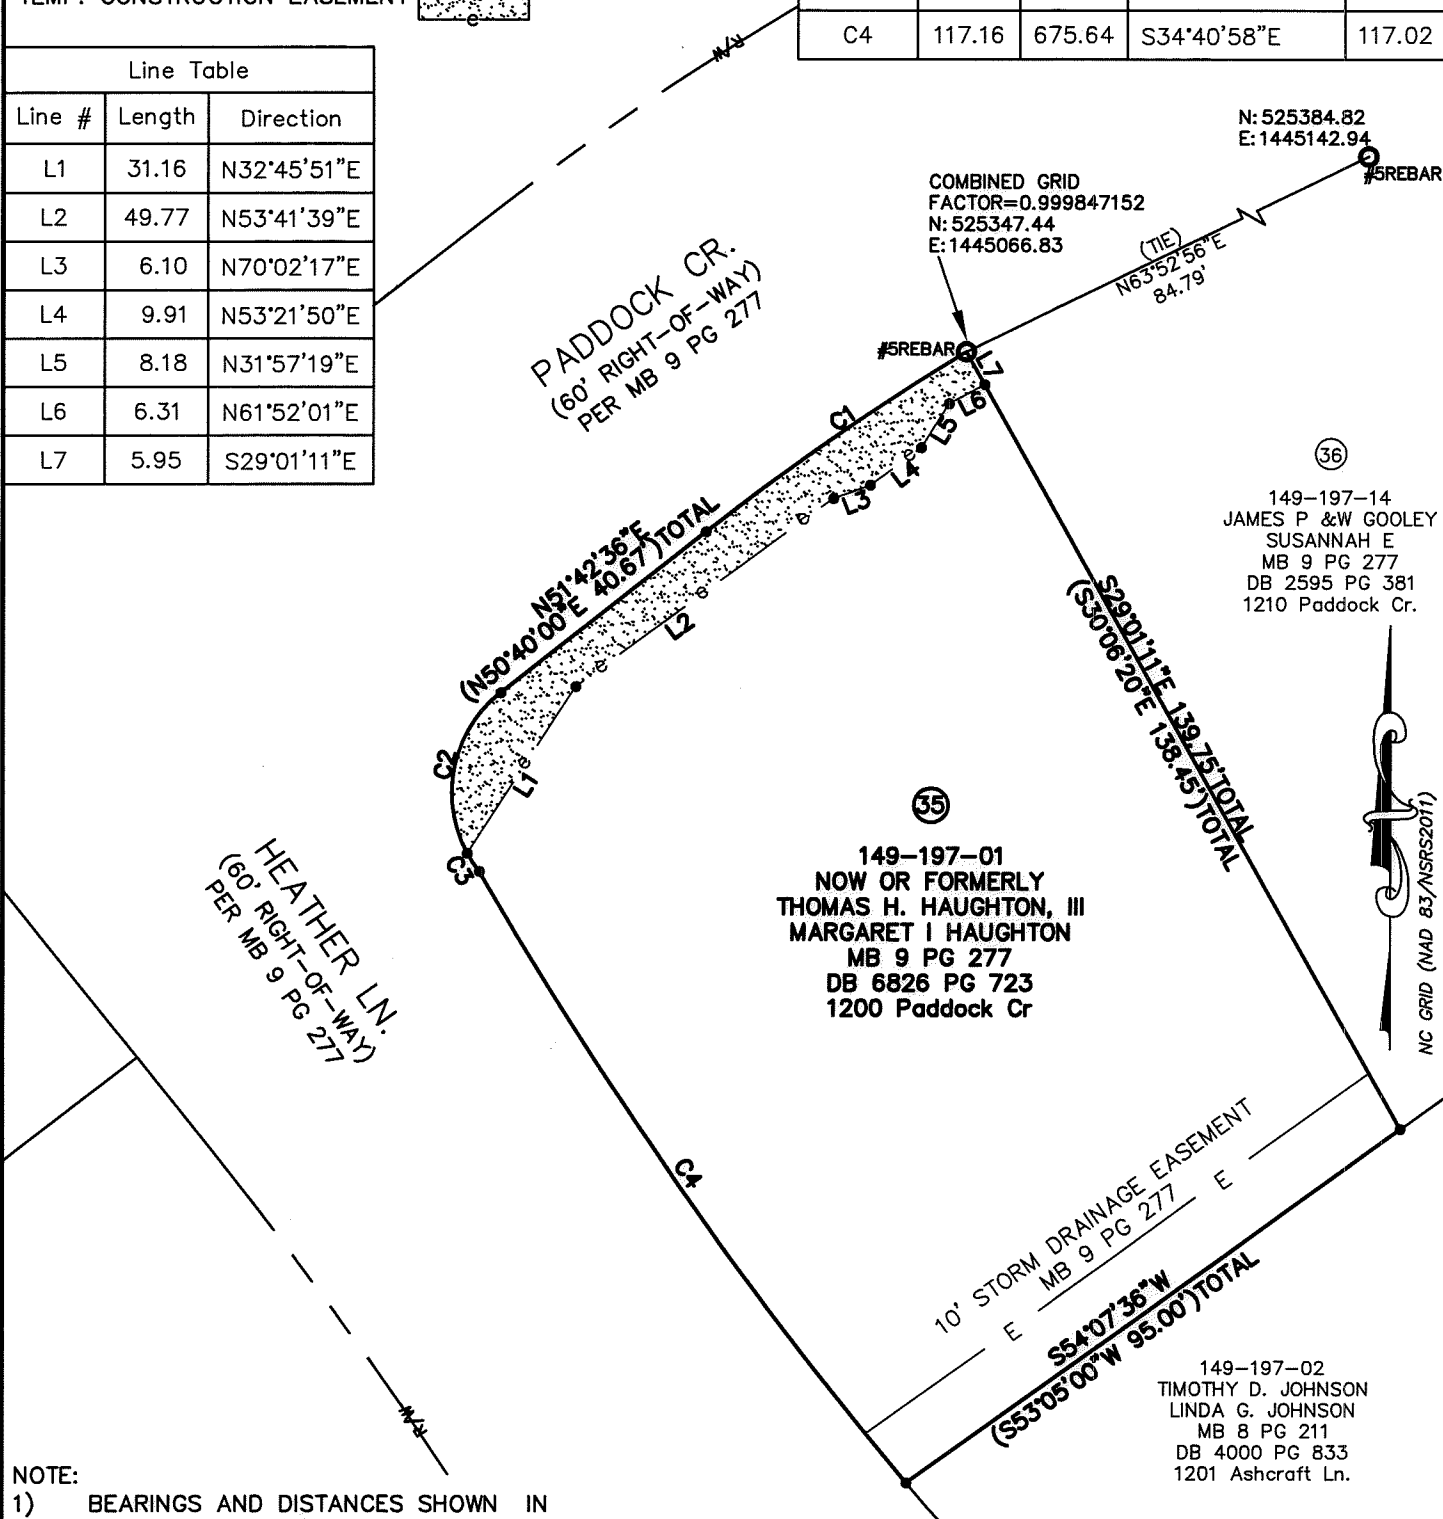 TEMP. CONSTRUCTION EASEMENT
e
C4 117.16 675.64 S34°40'58"E 117.02
Line Table
Line # Length Direction
L1 31.16 N32°45'51"E
L2 49.77 N53°41'39"E
L3 6.10 N70°02'17"E
L4 9.91 N53°21'50"E
L5 8.18 N31°57'19"E
L6 6.31 N61°52'01"E
L7 5.95 S29°01'11"E
R/W
N: 525384.82
E: 1445142.94
#5REBAR
COMBINED GRID
FACTOR=0.999847152
N: 525347.44
E: 1445066.83
(TIE)
N63°52'56"E
84.79'
PADDOCK CR.
(60' RIGHT-OF-WAY)
PER MB 9 PG 277
#5REBAR
L7
C1
L6
L5
e
L4
L3
e
36
149-197-14
JAMES P &W GOOLEY
SUSANNAH E
MB 9 PG 277
DB 2595 PG 381
1210 Paddock Cr.
N51°42'36"E
(N50°40'00"E 40.67')TOTAL
e
L2
e
S29°01'11"E 139.75'TOTAL
(S30°06'20"E 138.45')TOTAL
C2
e
L1
C3
35
149-197-01
NOW OR FORMERLY
THOMAS H. HAUGHTON, III
MARGARET I HAUGHTON
MB 9 PG 277
DB 6826 PG 723
1200 Paddock Cr
NC GRID (NAD 83/NSRS2011)
HEATHER LN.
(60' RIGHT-OF-WAY)
PER MB 9 PG 277
C4
10' STORM DRAINAGE EASEMENT
MB 9 PG 277
E
E
S54°07'36"W
(S53°05'00"W 95.00')TOTAL
149-197-02
TIMOTHY D. JOHNSON
LINDA G. JOHNSON
MB 8 PG 211
DB 4000 PG 833
1201 Ashcraft Ln.
R/W
NOTE:
1) BEARINGS AND DISTANCES SHOWN IN